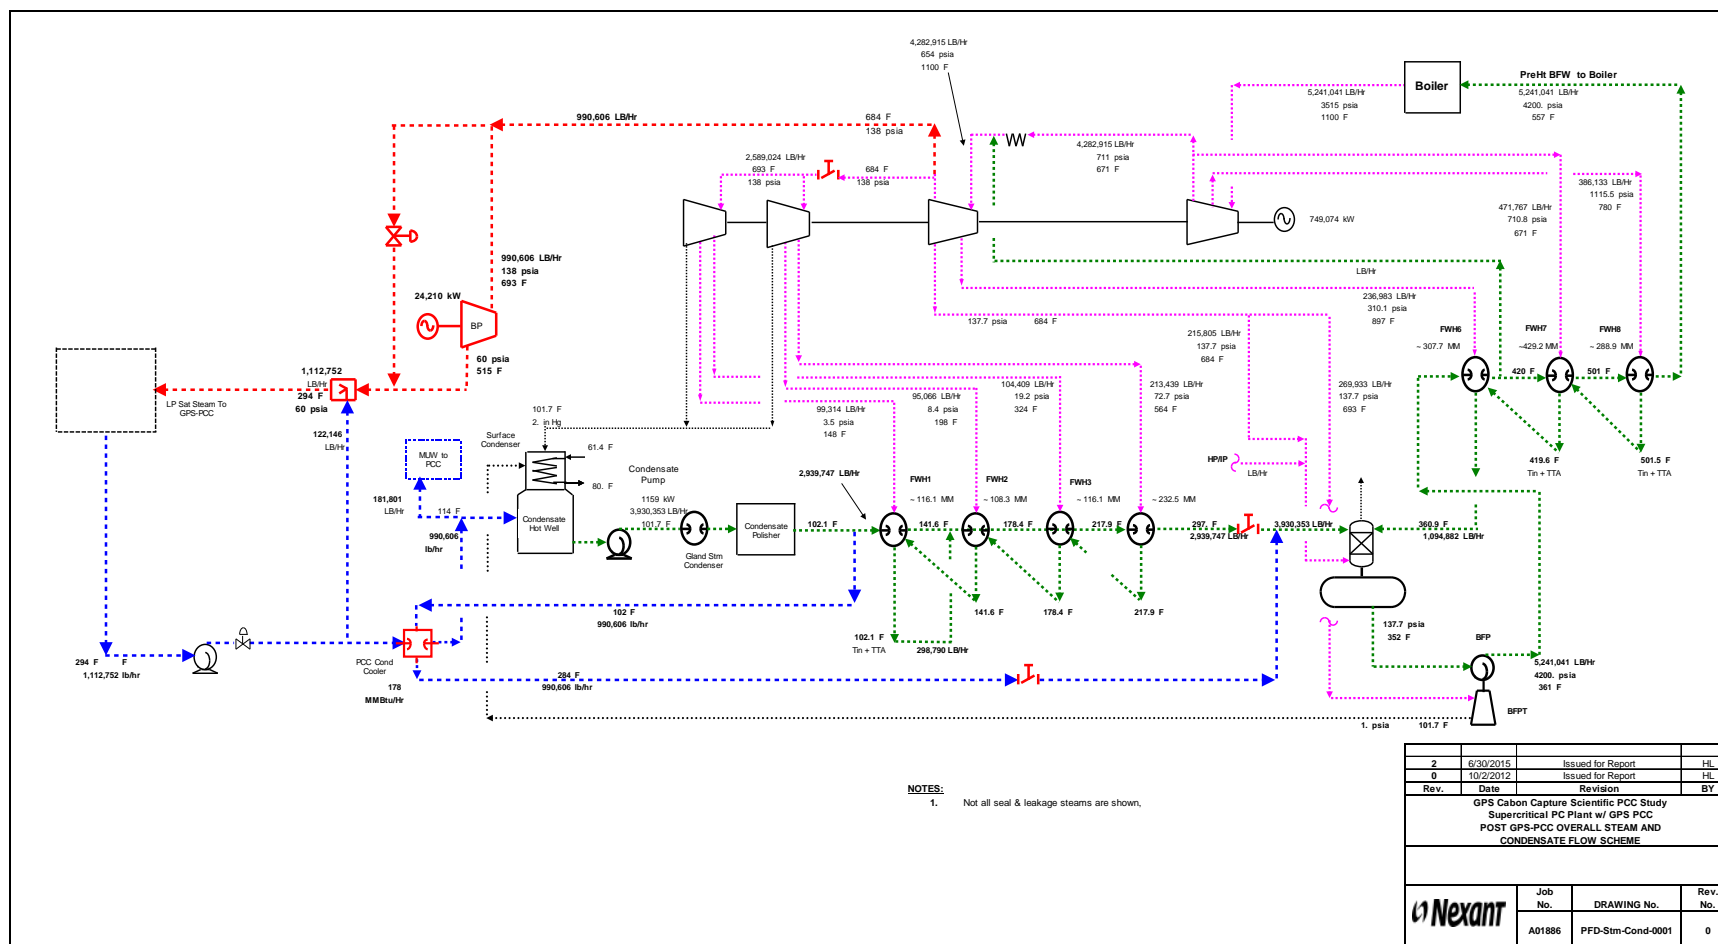 4,282,915 LB/Hr
654 psia
1100 F
Boiler
PreHt BFW to Boiler
5,241,041 LB/Hr
3515 psia
1100 F
5,241,041 LB/Hr
4200. psia
557 F
990,606 LB/Hr
684 F
138 psia
2,589,024 LB/Hr
693 F
138 psia
684 F
138 psia
4,282,915 LB/Hr
711 psia
671 F
386,133 LB/Hr
1115.5 psia
780 F
471,767 LB/Hr
710.8 psia
671 F
749,074 kW
990,606 LB/Hr
138 psia
693 F
24,210 kW
BP
60 psia
515 F
LB/Hr
236,983 LB/Hr
310.1 psia
897 F
137.7 psia 684 F
215,805 LB/Hr
137.7 psia
684 F
FWH6
~ 307.7 MM
FWH7
~429.2 MM
FWH8
~ 288.9 MM
420 F
501 F
419.6 F
Tin + TTA
501.5 F
Tin + TTA
1,112,752
LB/Hr
294 F
60 psia
LP Sat Steam To
GPS-PCC
122,146
LB/Hr
101.7 F
2. in Hg
Surface
Condenser
61.4 F
80. F
MUW to
PCC
181,801
LB/Hr
114 F
990,606
lb/hr
Condensate
Hot Well
Condensate
Pump
1159 kW
3,930,353 LB/Hr
101.7 F
Gland Stm
Condenser
Condensate
Polisher
102.1 F
2,939,747 LB/Hr
99,314 LB/Hr
3.5 psia
148 F
95,066 LB/Hr
8.4 psia
198 F
104,409 LB/Hr
19.2 psia
324 F
213,439 LB/Hr
72.7 psia
564 F
269,933 LB/Hr
137.7 psia
693 F
HP/IP
LB/Hr
FWH1
~ 116.1 MM
FWH2
~ 108.3 MM
FWH3
~ 116.1 MM
~ 232.5 MM
141.6 F
178.4 F
217.9 F
297. F
2,939,747 LB/Hr
3,930,353 LB/Hr
360.9 F
1,094,882 LB/Hr
141.6 F
178.4 F
217.9 F
102.1 F
Tin + TTA
298,790 LB/Hr
102 F
990,606 lb/hr
294 F F
1,112,752 lb/hr
PCC Cond
Cooler
178
MMBtu/Hr
284 F
990,606 lb/hr
137.7 psia
352 F
BFP
5,241,041 LB/Hr
4200. psia
361 F
BFPT
1. psia 101.7 F
NOTES:
1. Not all seal & leakage steams are shown,
2 6/30/2015 Issued for Report HL
0 10/2/2012 Issued for Report HL
Rev. Date Revision BY
GPS Cabon Capture Scientific PCC Study
Supercritical PC Plant w/ GPS PCC
POST GPS-PCC OVERALL STEAM AND
CONDENSATE FLOW SCHEME
Nexant
Job
No. DRAWING No. Rev.
No.
A01886 PFD-Stm-Cond-0001 0